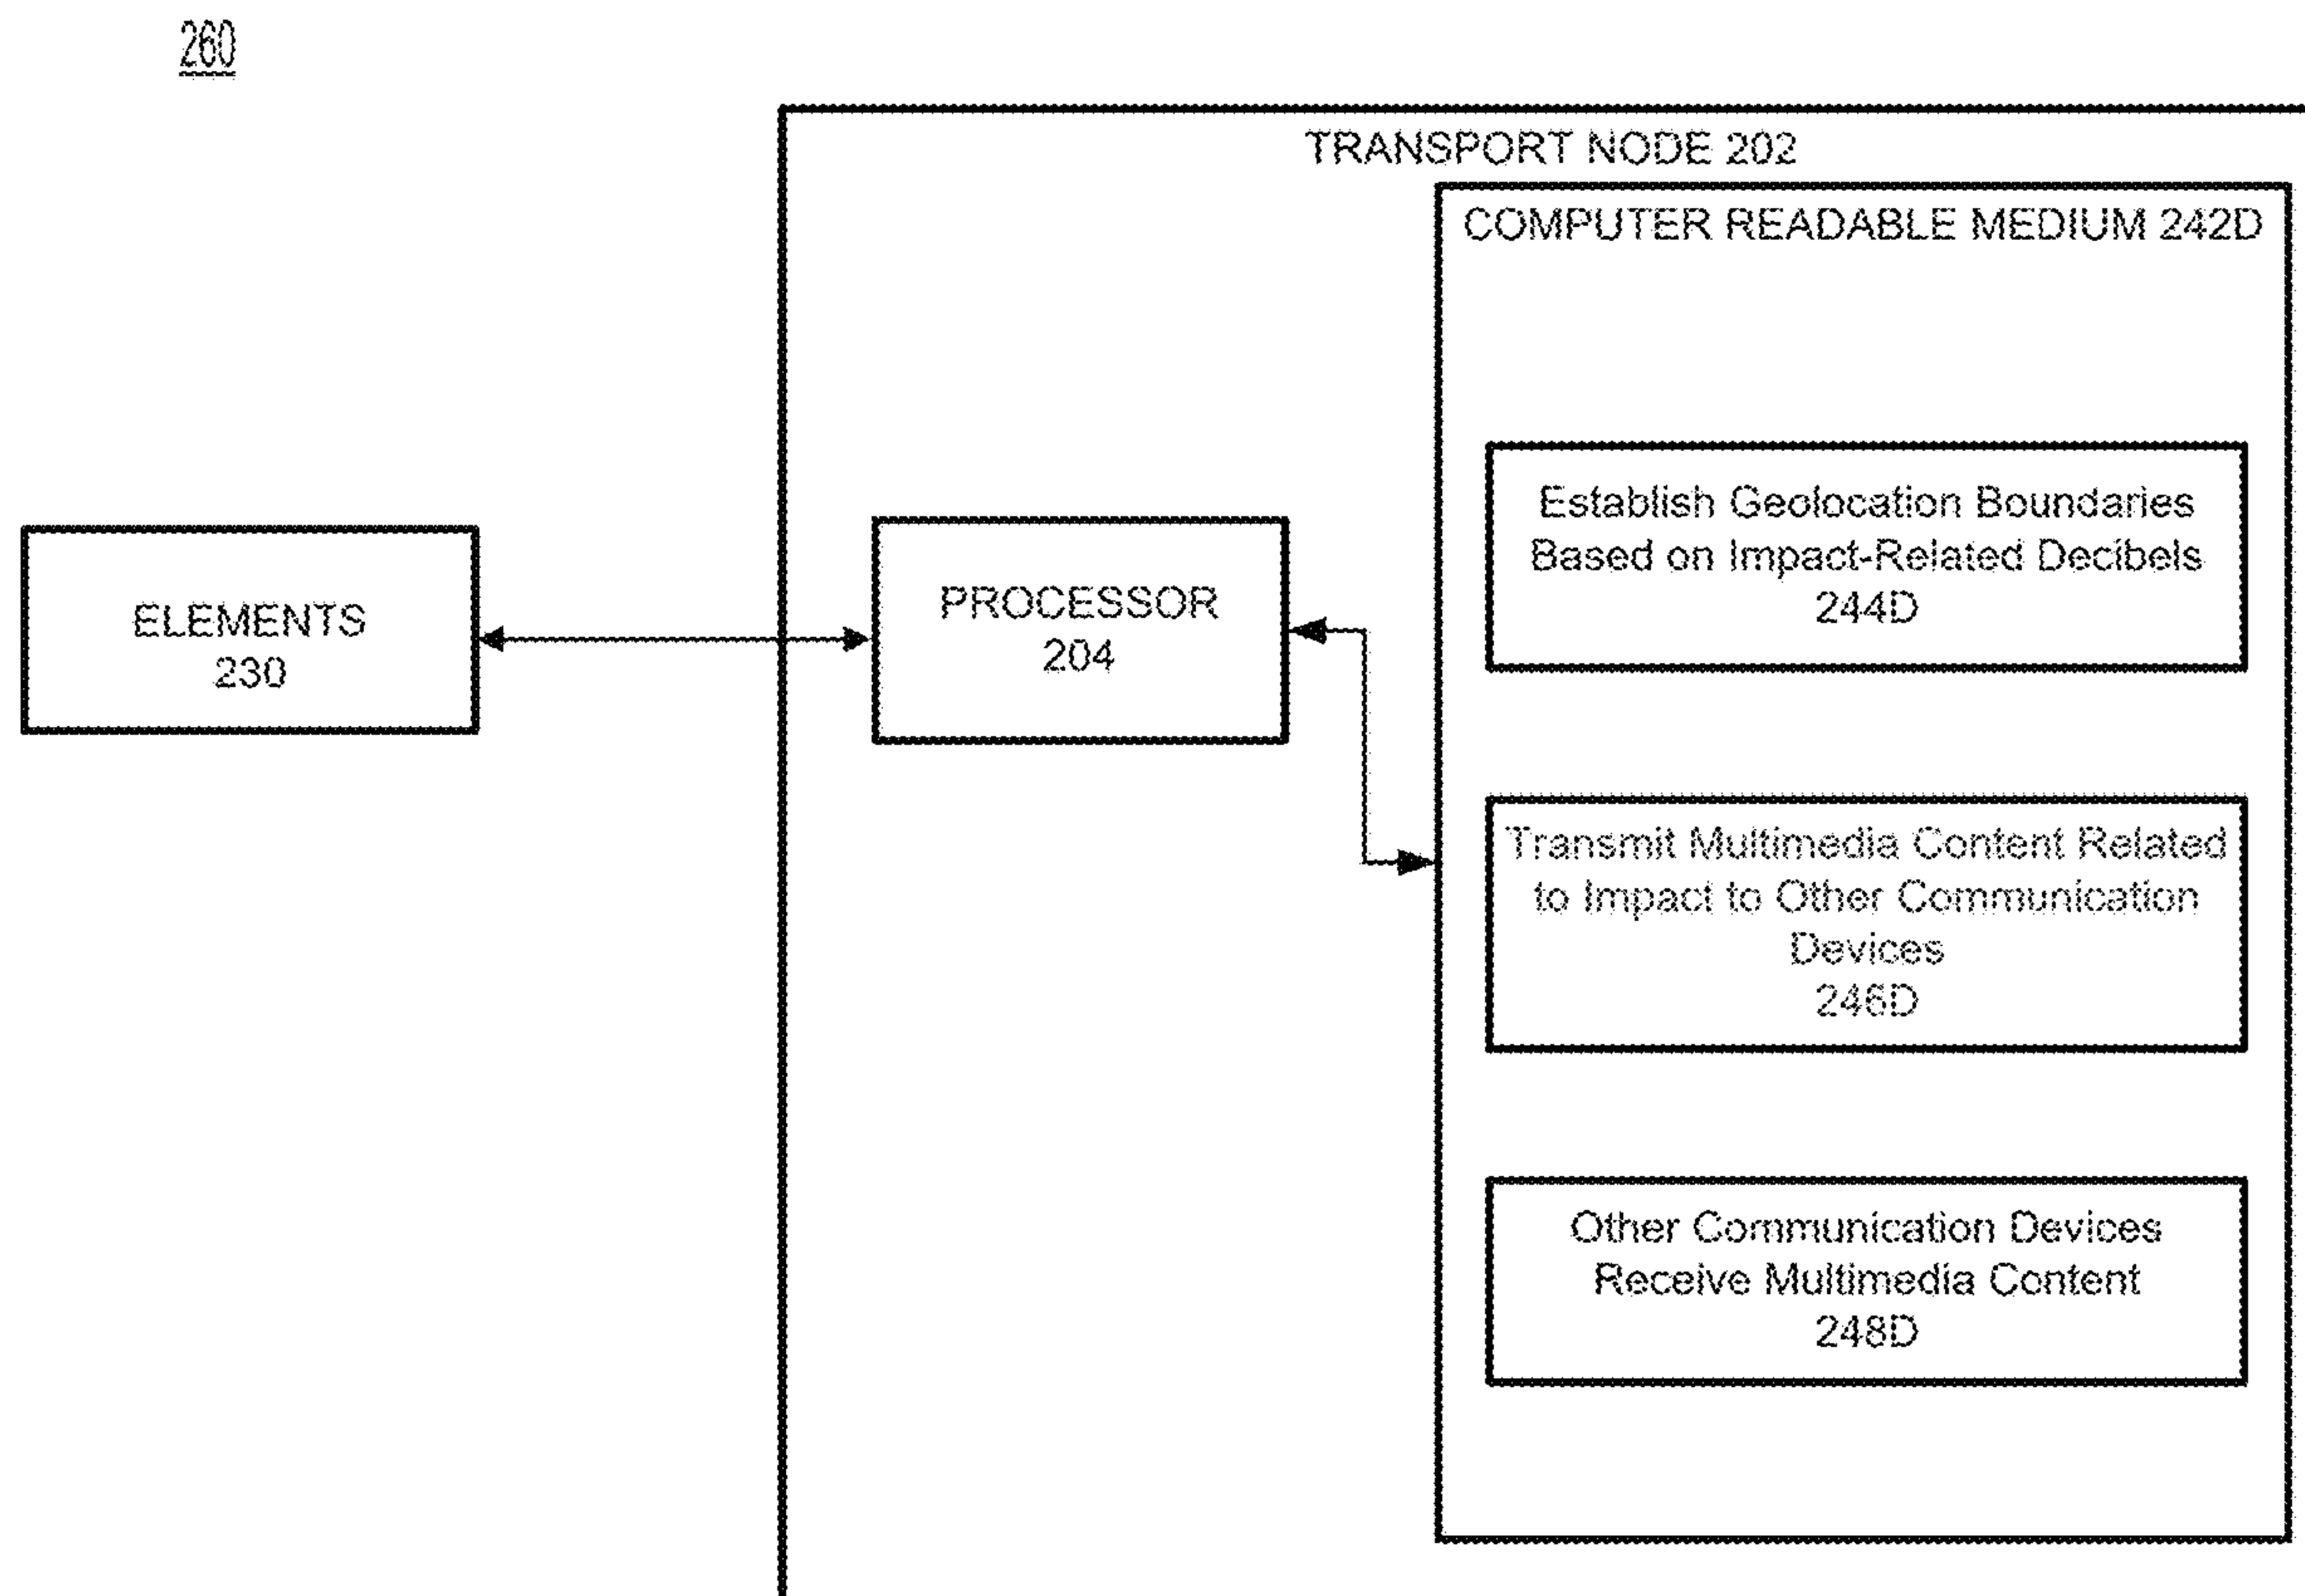 260
TRANSPORT NODE 202
COMPUTER READABLE MEDIUM 242D
Establish Geolocation Boundaries
Based on Impact-Related Decibels
244D
ELEMENTS
230
PROCESSOR
204
Transmit Multimedia Content Related
to Impact to Other Communication
Devices
246D
Other Communication Devices
Receive Multimedia Content
248D